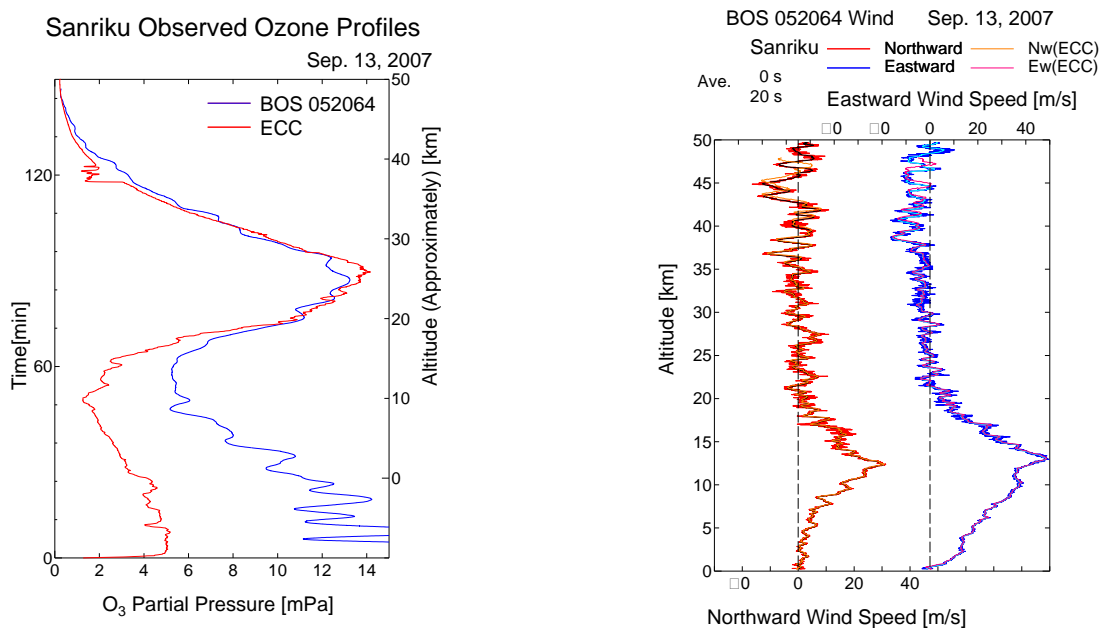 Sanriku Observed Ozone Profiles
Sep. 13, 2007
BOS 052064
ECC
50
40
30
20
10
0
Altitude (Approximately) [km]
120
60
0
Time[min]
0 2 4 6 8 10 12 14
O3 Partial Pressure [mPa]
BOS 052064 Wind Sep. 13, 2007
Sanriku
Northward Nw(ECC)
Eastward Ew(ECC)
Ave. 0 s
20 s
Eastward Wind Speed [m/s]
□0 □0 0 20 40
50
45
40
35
30
25
20
15
10
5
0
Altitude [km]
□0 0 20 40
Northward Wind Speed [m/s]